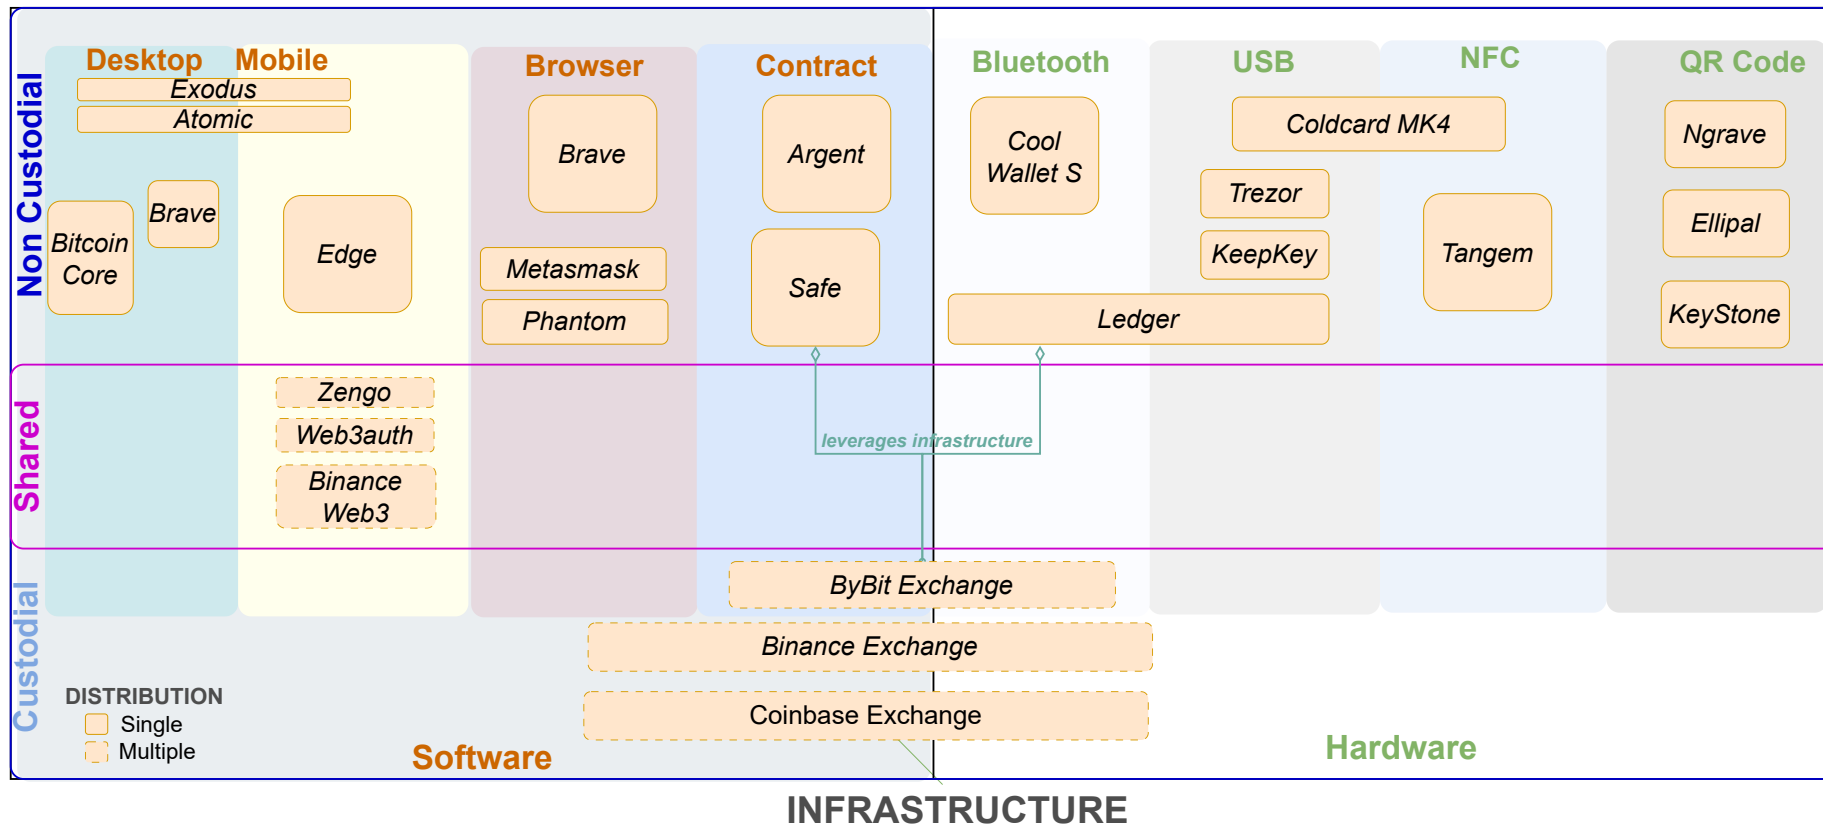 Desktop Mobile Browser Contract Bluetooth USB NFC QR Code
Non Custodial
Exodus
Atomic
Bitcoin
Core
Brave
Edge
Brave
Metasmask
Phantom
Argent
Safe
Cool
Wallet S
Coldcard MK4
Trezor
KeepKey
Ledger
Tangem
Ngrave
Ellipal
KeyStone
Shared
Zengo
Web3auth
Binance
Web3
leverages infrastructure
Custodial
ByBit Exchange
Binance Exchange
Coinbase Exchange
DISTRIBUTION
Single
Multiple
Software
Hardware
INFRASTRUCTURE